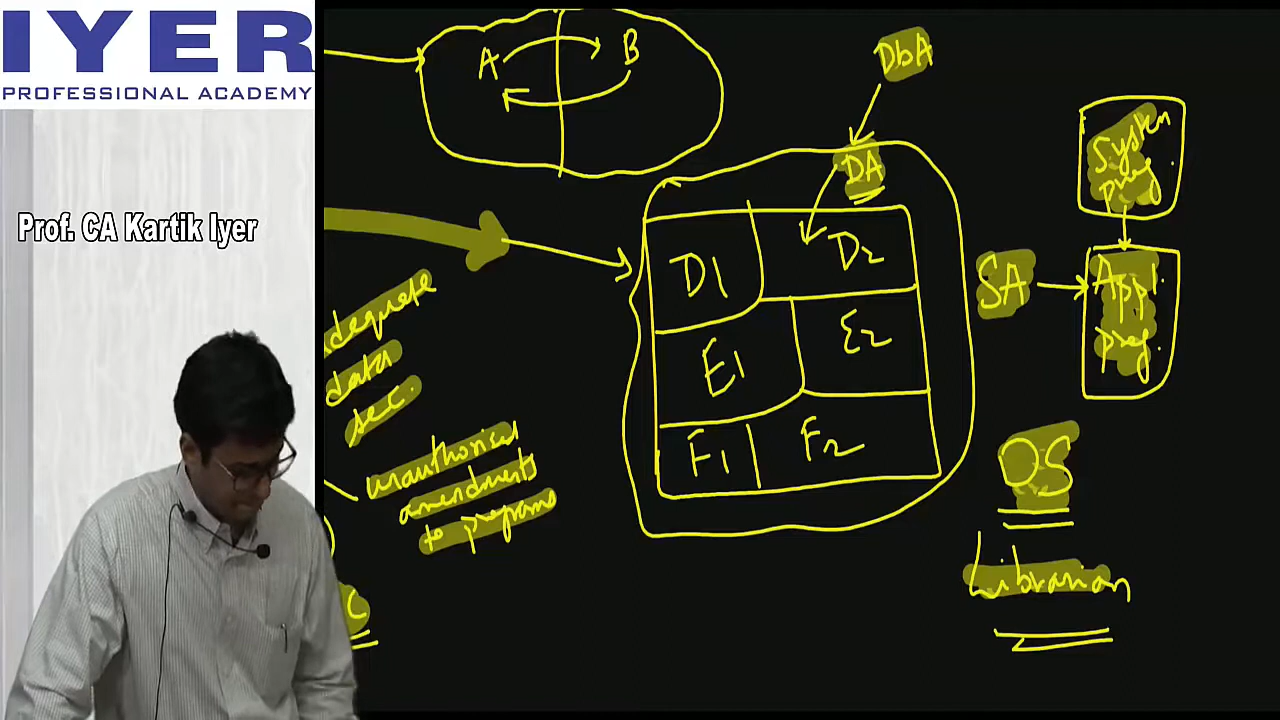 IYER
PROFESSIONAL ACADEMY
Prof. CA Kartik Iyer
A B
DbA
DA
System
prog.
SA
Appl.
prog.
D1 D2
E1 E2
F1 F2
adequate
data
sec.
unauthorised
amendments
to programs
OS
Librarian
C